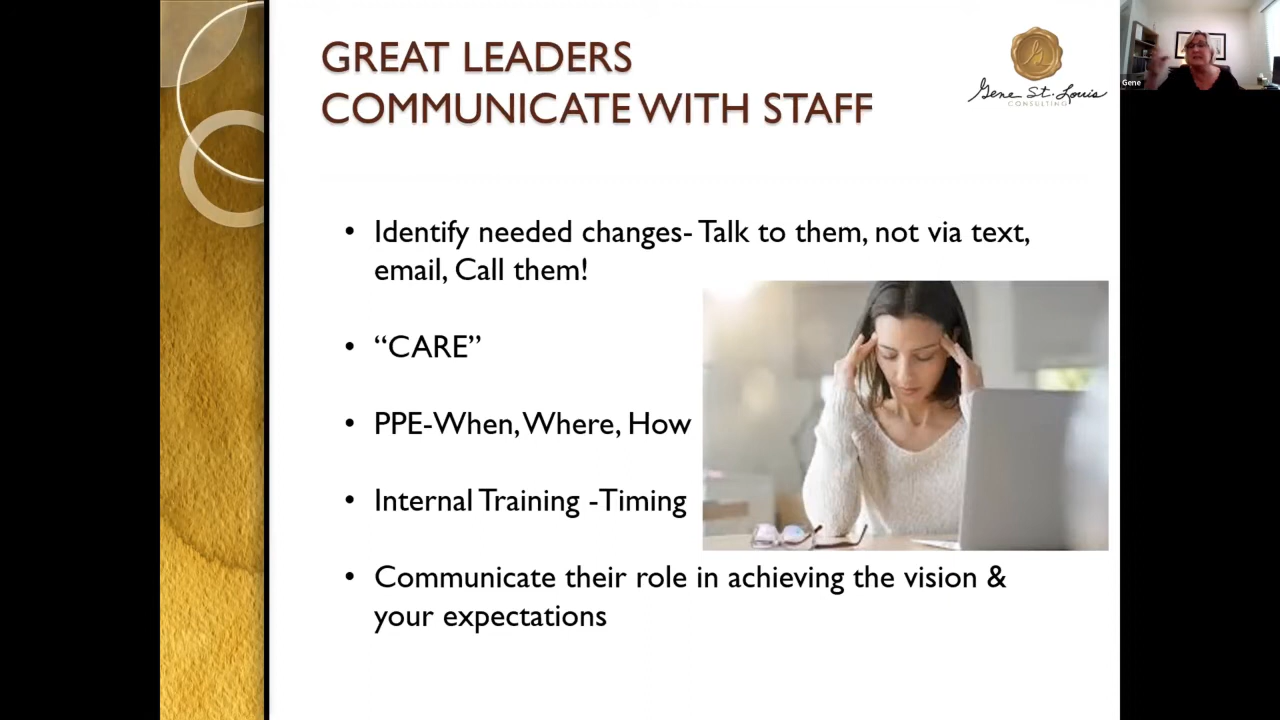 GREAT LEADERS
COMMUNICATE WITH STAFF
Gene St. Louis
CONSULTING
Gene
• Identify needed changes- Talk to them, not via text,
email, Call them!
• “CARE”
• PPE-When, Where, How
• Internal Training -Timing
• Communicate their role in achieving the vision &
your expectations